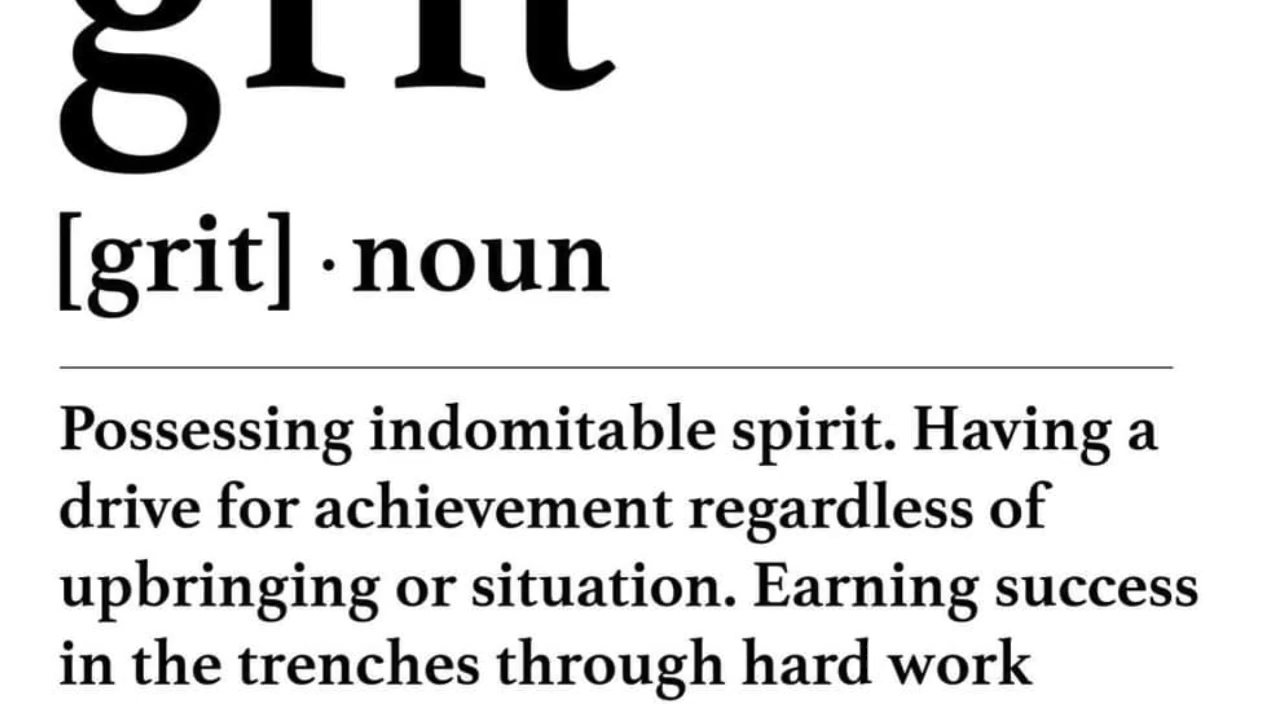 grit
[grit] · noun
Possessing indomitable spirit. Having a
drive for achievement regardless of
upbringing or situation. Earning success
in the trenches through hard work